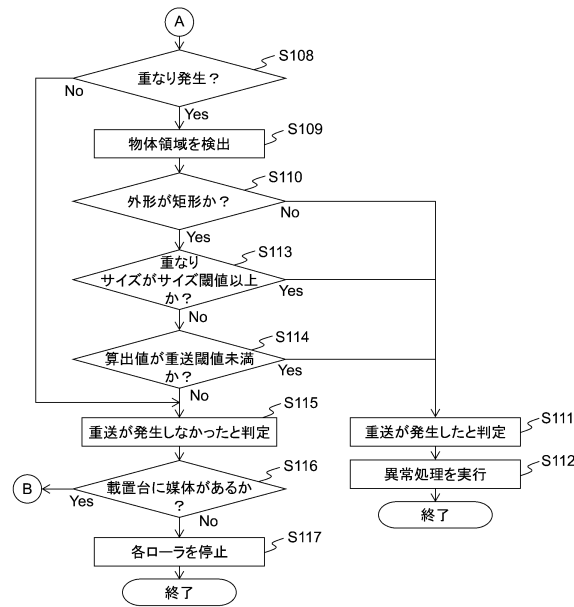 A
S108
重なり発生？
No
Yes
S109
物体領域を検出
S110
外形が矩形か？
No
Yes
S113
重なり
サイズがサイズ閾値以上
か？
Yes
No
S114
算出値が重送閾値未満
か？
Yes
No
S115
重送が発生しなかったと判定
S111
重送が発生したと判定
S116
載置台に媒体があるか
？
B
Yes
No
S112
異常処理を実行
終了
S117
各ローラを停止
終了